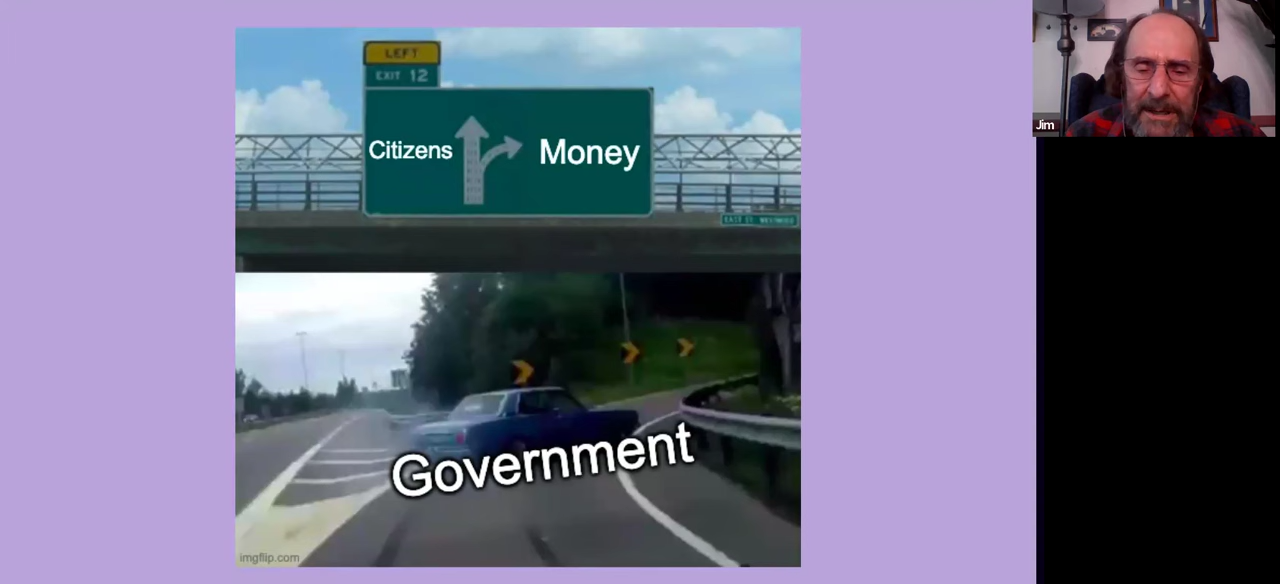 LEFT
EXIT 12
Citizens
Money
Government
imgflip.com
Jim